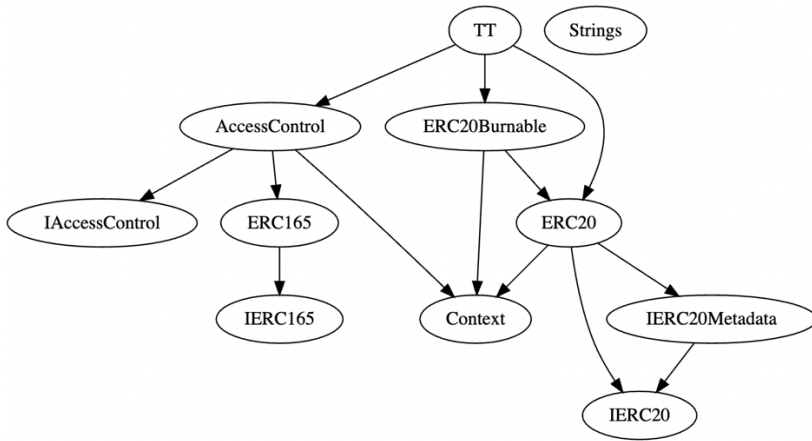 TT
Strings
AccessControl
ERC20Burnable
IAccessControl
ERC165
ERC20
IERC165
Context
IERC20Metadata
IERC20